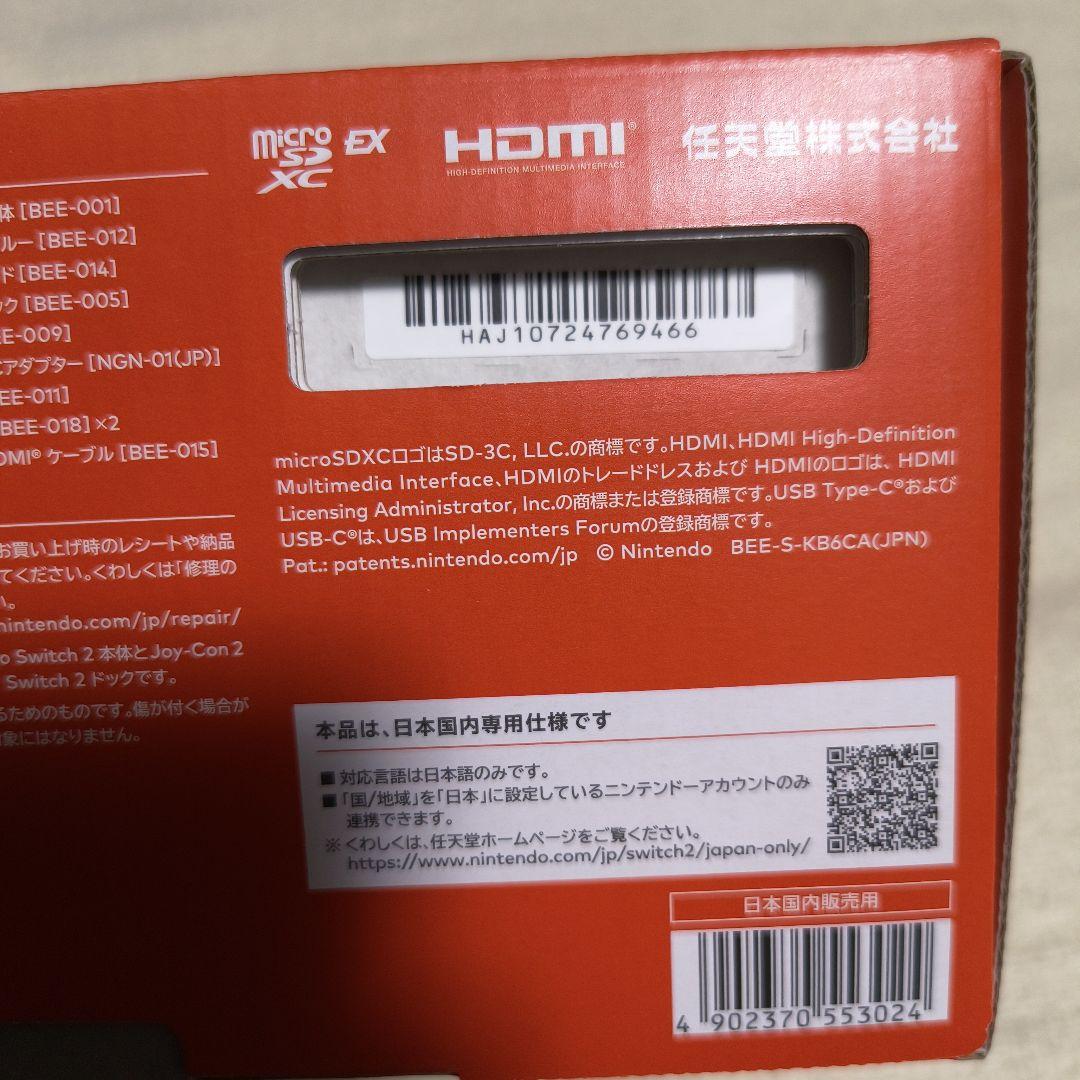 体 [BEE-001]
ルー [BEE-012]
ド [BEE-014]
ック [BEE-005]
EE-009]
Cアダプター [NGN-01(JP)]
EE-011]
BEE-018] ×2
DMI® ケーブル [BEE-015]
お買い上げ時のレシートや納品
てください。くわしくは「修理の
い。
nintendo.com/jp/repair/
o Switch 2 本体と Joy-Con 2
Switch 2 ドックです。
るためのものです。傷が付く場合が
対象にはなりません。
micro SD XC EX
HDMI®
HIGH-DEFINITION MULTIMEDIA INTERFACE
任天堂株式会社
HAJ10724769466
microSDXCロゴはSD-3C, LLC.の商標です。HDMI、HDMI High-Definition
Multimedia Interface、HDMIのトレードドレスおよび HDMIのロゴは、HDMI
Licensing Administrator, Inc.の商標または登録商標です。USB Type-C®および
USB-C®は、USB Implementers Forumの登録商標です。
Pat.: patents.nintendo.com/jp © Nintendo BEE-S-KB6CA(JPN)
本品は、日本国内専用仕様です
■ 対応言語は日本語のみです。
■ 「国/地域」を「日本」に設定しているニンテンドーアカウントのみ
連携できます。
※ くわしくは、任天堂ホームページをご覧ください。
https://www.nintendo.com/jp/switch2/japan-only/
日本国内販売用
4 902370 553024